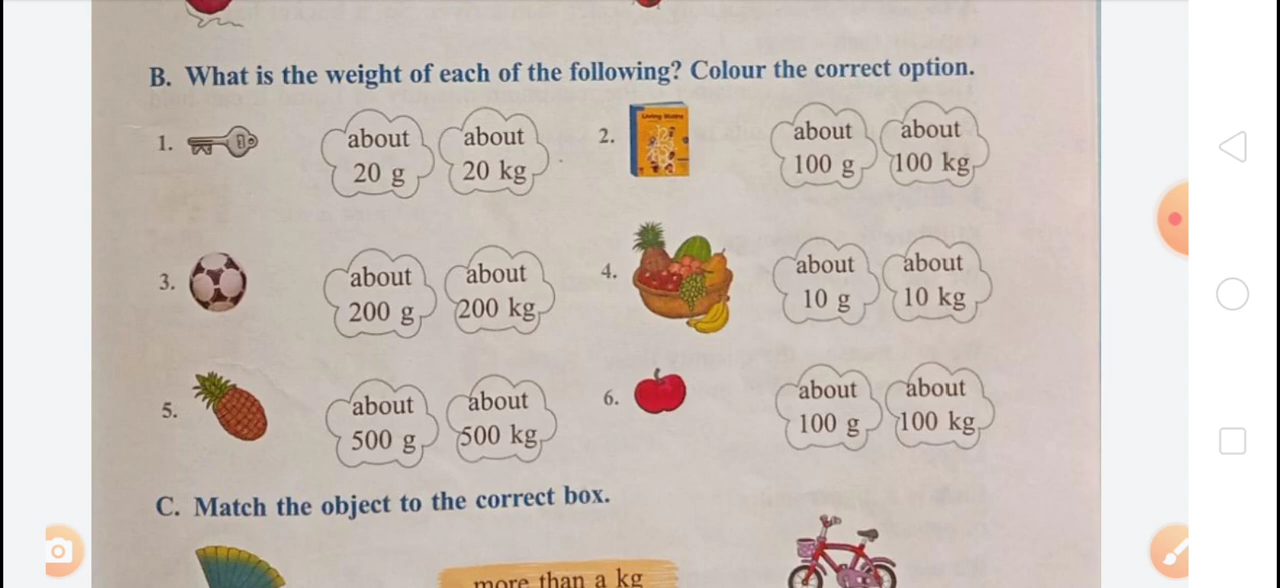 B. What is the weight of each of the following? Colour the correct option.
1. about 20 g about 20 kg
2. Living Maths about 100 g about 100 kg
3. about 200 g about 200 kg
4. about 10 g about 10 kg
5. about 500 g about 500 kg
6. about 100 g about 100 kg
C. Match the object to the correct box.
more than a kg